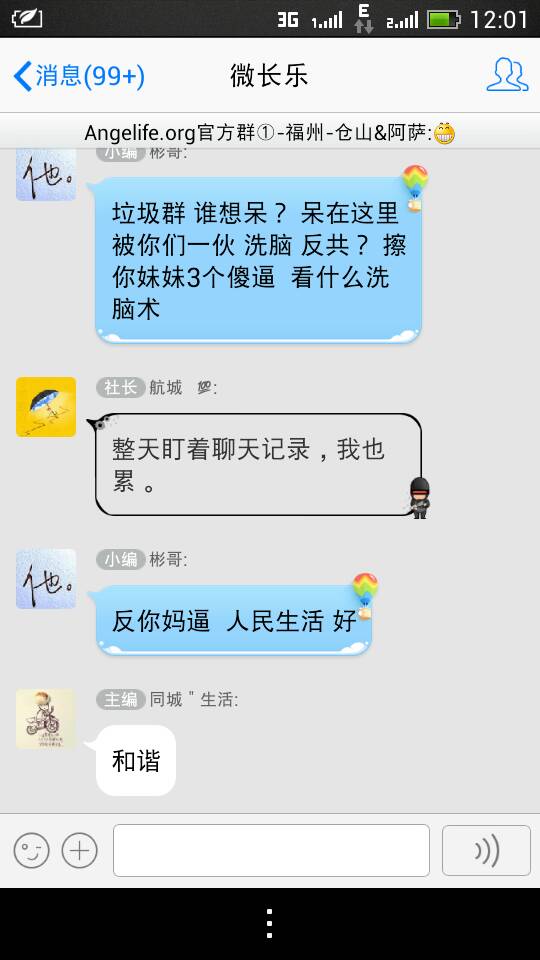 3G 1. E 2. 12:01
消息(99+)
微长乐
Angelife.org官方群①-福州-仓山&阿萨:
小编 彬哥:
他。
垃圾群 谁想呆？ 呆在这里
被你们一伙 洗脑 反共？ 擦
你妹妹3个傻逼 看什么洗
脑术
社长 航城 💯:
整天盯着聊天记录，我也
累。
小编 彬哥:
他。
反你妈逼 人民生活 好
主编 同城 " 生活:
和谐